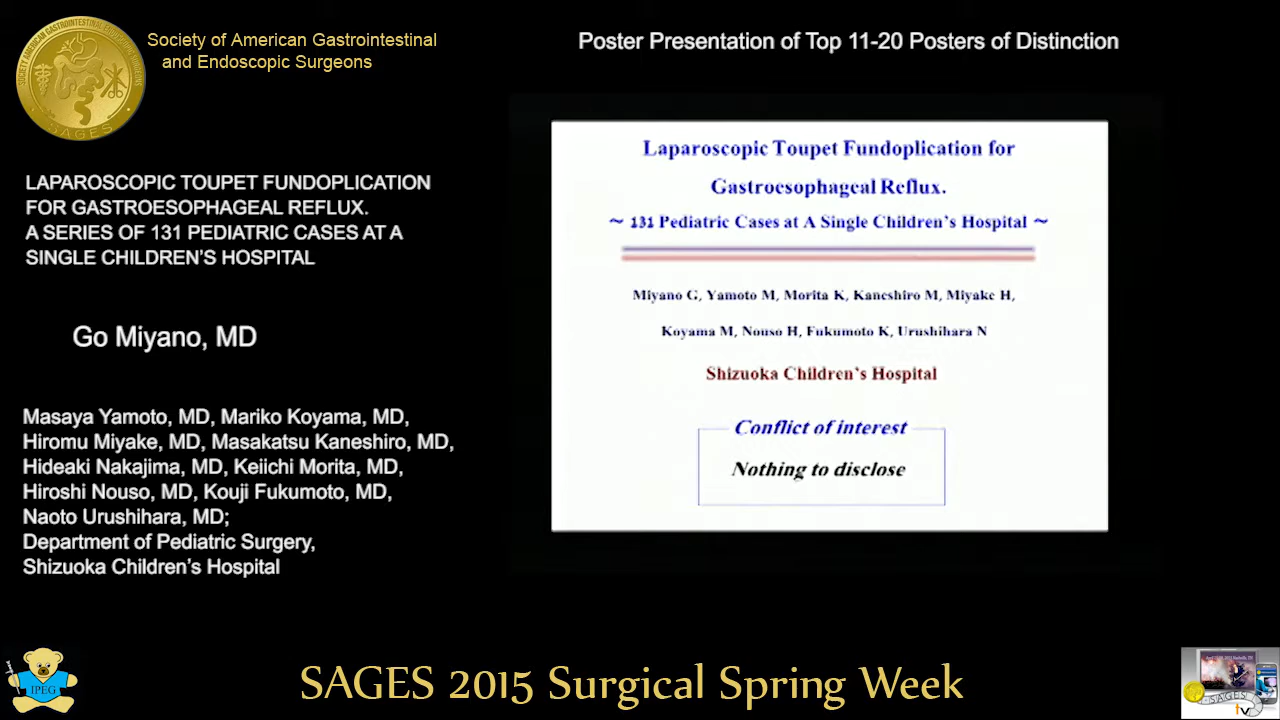 Society of American Gastrointestinal
and Endoscopic Surgeons
Poster Presentation of Top 11-20 Posters of Distinction
SAGES
LAPAROSCOPIC TOUPET FUNDOPLICATION
FOR GASTROESOPHAGEAL REFLUX.
A SERIES OF 131 PEDIATRIC CASES AT A
SINGLE CHILDREN'S HOSPITAL
Go Miyano, MD
Masaya Yamoto, MD, Mariko Koyama, MD,
Hiromu Miyake, MD, Masakatsu Kaneshiro, MD,
Hideaki Nakajima, MD, Keiichi Morita, MD,
Hiroshi Nouso, MD, Kouji Fukumoto, MD,
Naoto Urushihara, MD;
Department of Pediatric Surgery,
Shizuoka Children's Hospital
Laparoscopic Toupet Fundoplication for
Gastroesophageal Reflux.
~ 131 Pediatric Cases at A Single Children's Hospital ~
Miyano G, Yamoto M, Morita K, Kaneshiro M, Miyake H,
Koyama M, Nouso H, Fukumoto K, Urushihara N
Shizuoka Children's Hospital
Conflict of interest
Nothing to disclose
IPEG
SAGES 2015 Surgical Spring Week
SAGES
tv